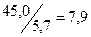 45,0/5,7 = 7,9